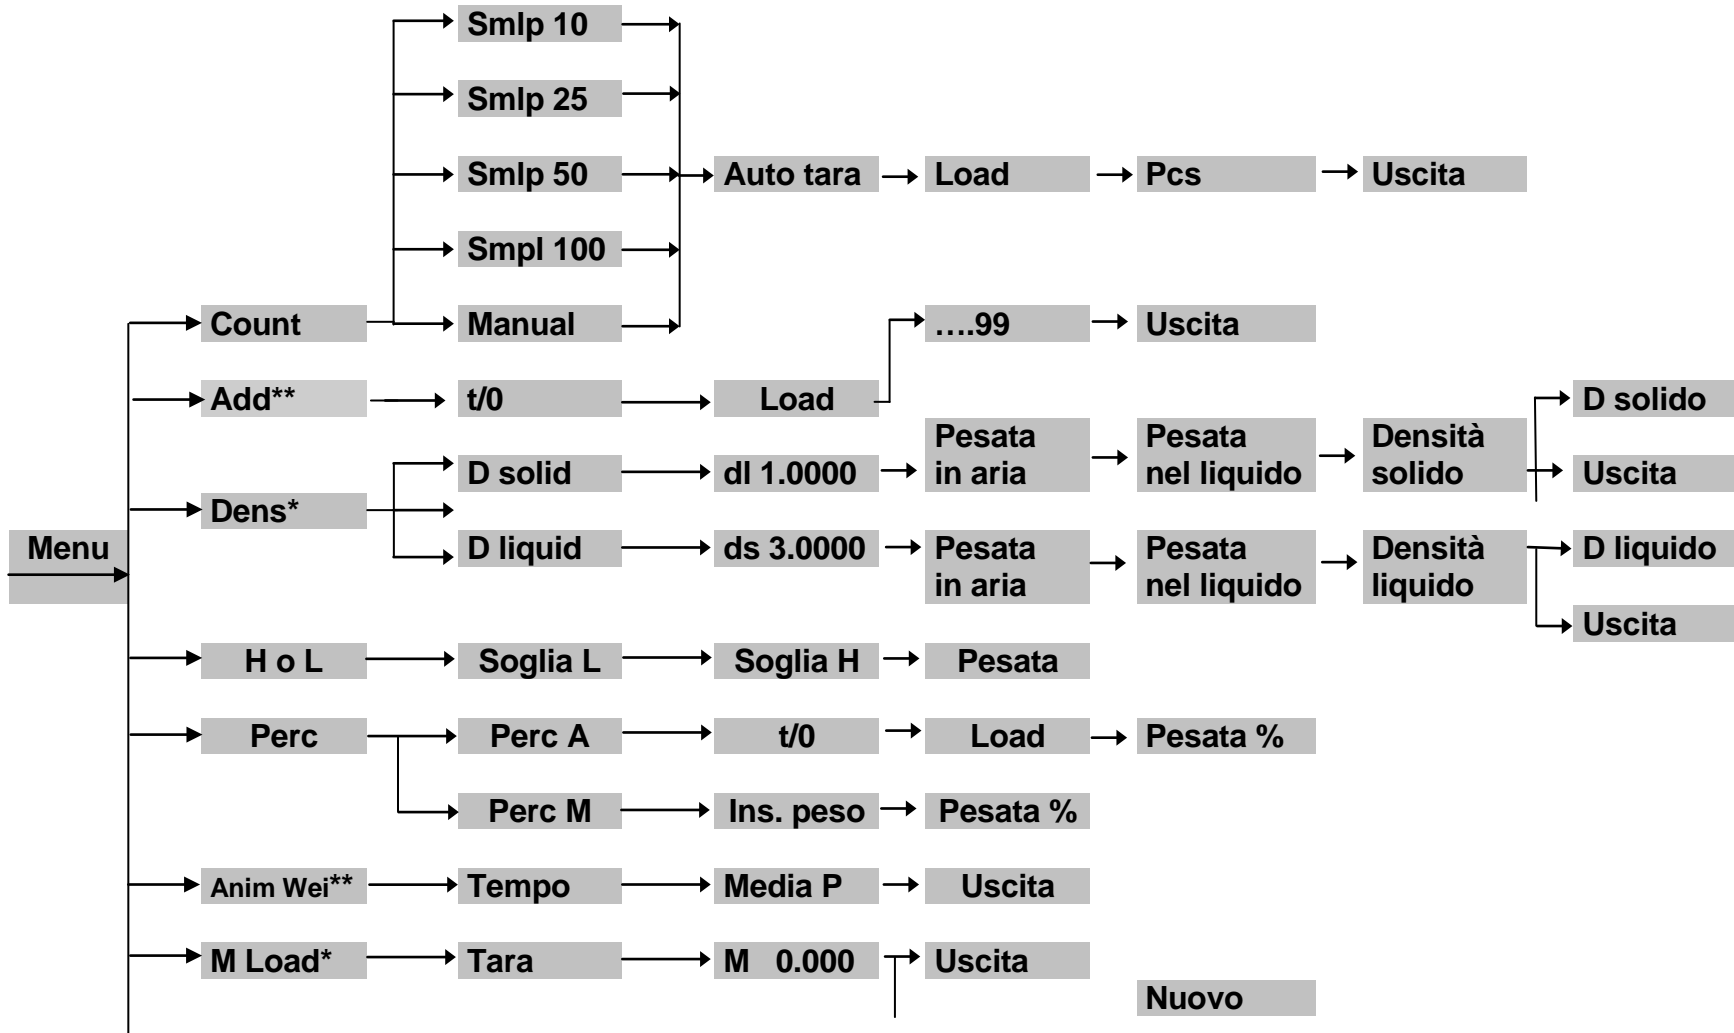 Smlp 10
Smlp 25
Smlp 50
Auto tara
Load
Pcs
Uscita
Smpl 100
Count
Manual
….99
Uscita
Add**
t/0
Load
D solido
Dens*
D solid
dl 1.0000
Pesata
in aria
Pesata
nel liquido
Densità
solido
Uscita
Menu
D liquid
ds 3.0000
Pesata
in aria
Pesata
nel liquido
Densità
liquido
D liquido
Uscita
H o L
Soglia L
Soglia H
Pesata
Perc
Perc A
t/0
Load
Pesata %
Perc M
Ins. peso
Pesata %
Anim Wei**
Tempo
Media P
Uscita
M Load*
Tara
M 0.000
Uscita
Nuovo